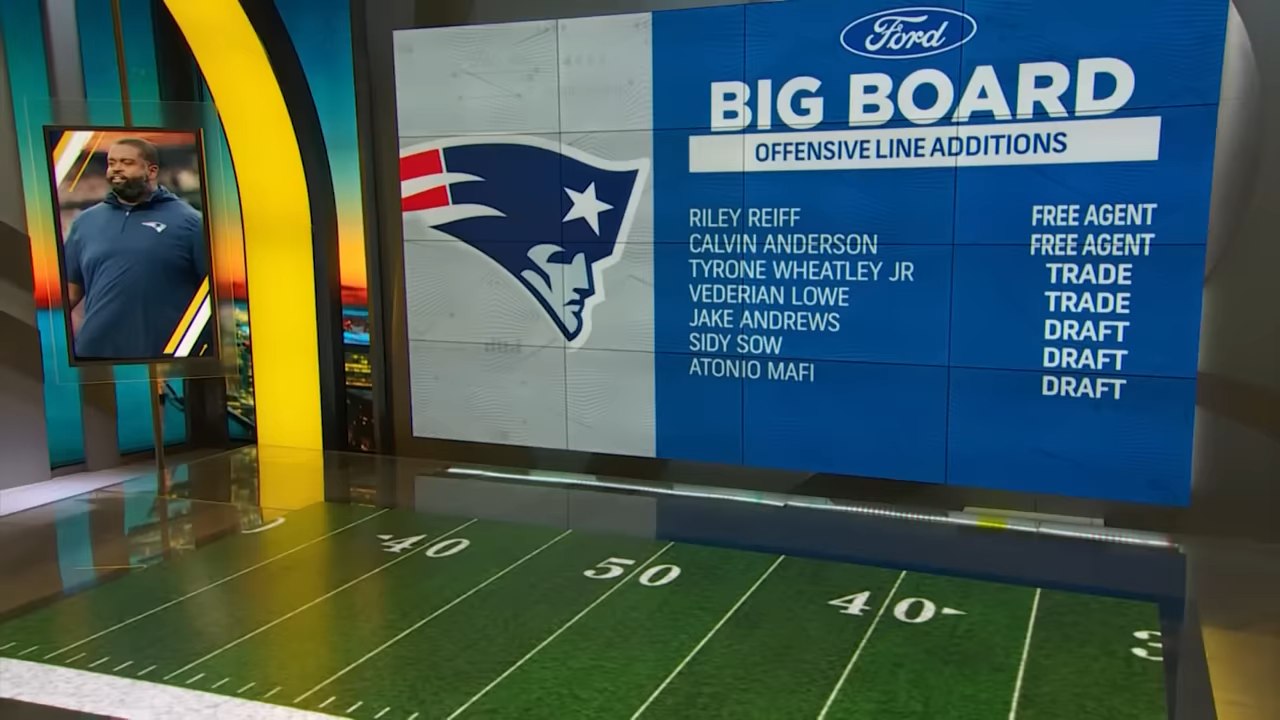 Ford
BIG BOARD
OFFENSIVE LINE ADDITIONS
RILEY REIFF FREE AGENT
CALVIN ANDERSON FREE AGENT
TYRONE WHEATLEY JR TRADE
VEDERIAN LOWE TRADE
JAKE ANDREWS DRAFT
SIDY SOW DRAFT
ATONIO MAFI DRAFT
40 50 40 3